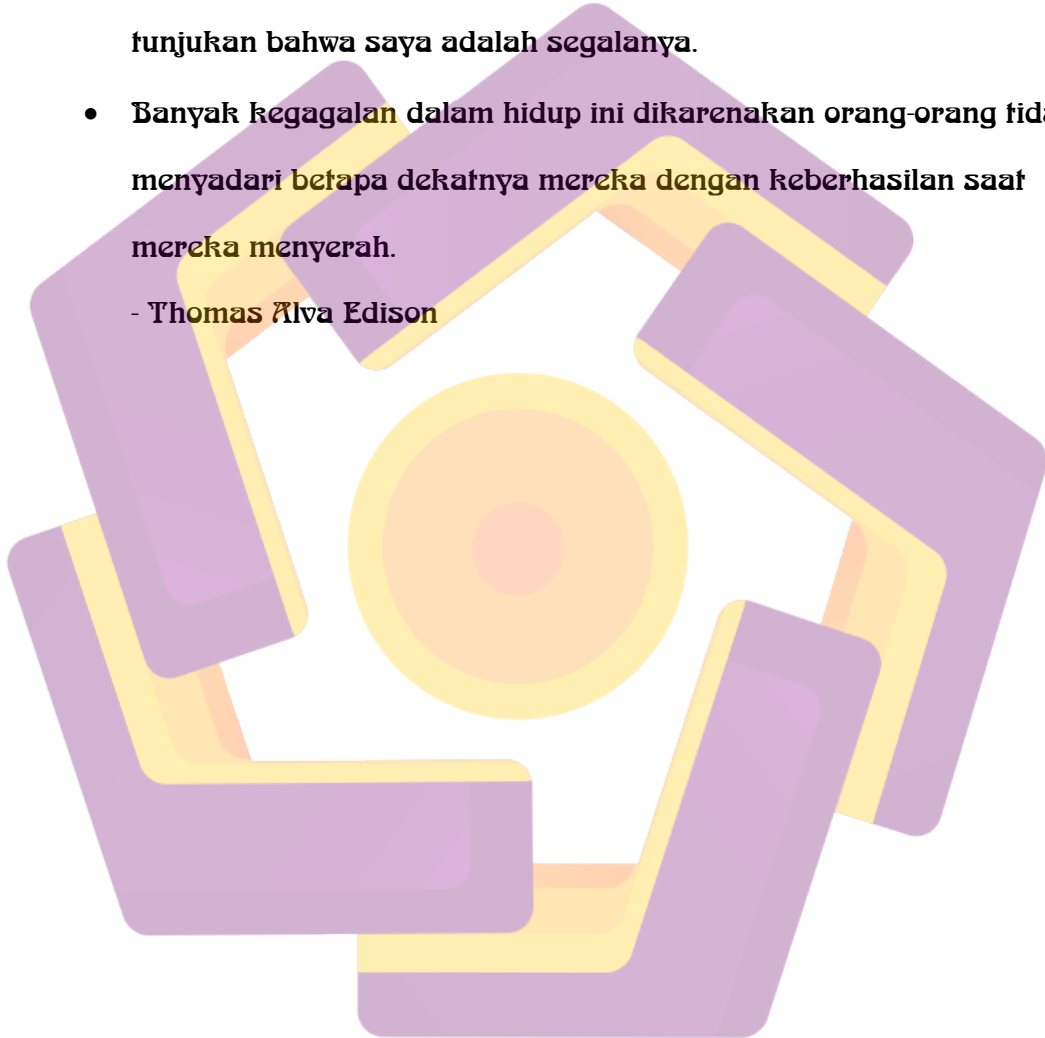 tunjukan bahwa saya adalah segalanya.
• Banyak kegagalan dalam hidup ini dikarenakan orang-orang
menyadari betapa dekatnya mereka dengan keberhasilan saat
mereka menyerah.
- Thomas Alva Edison